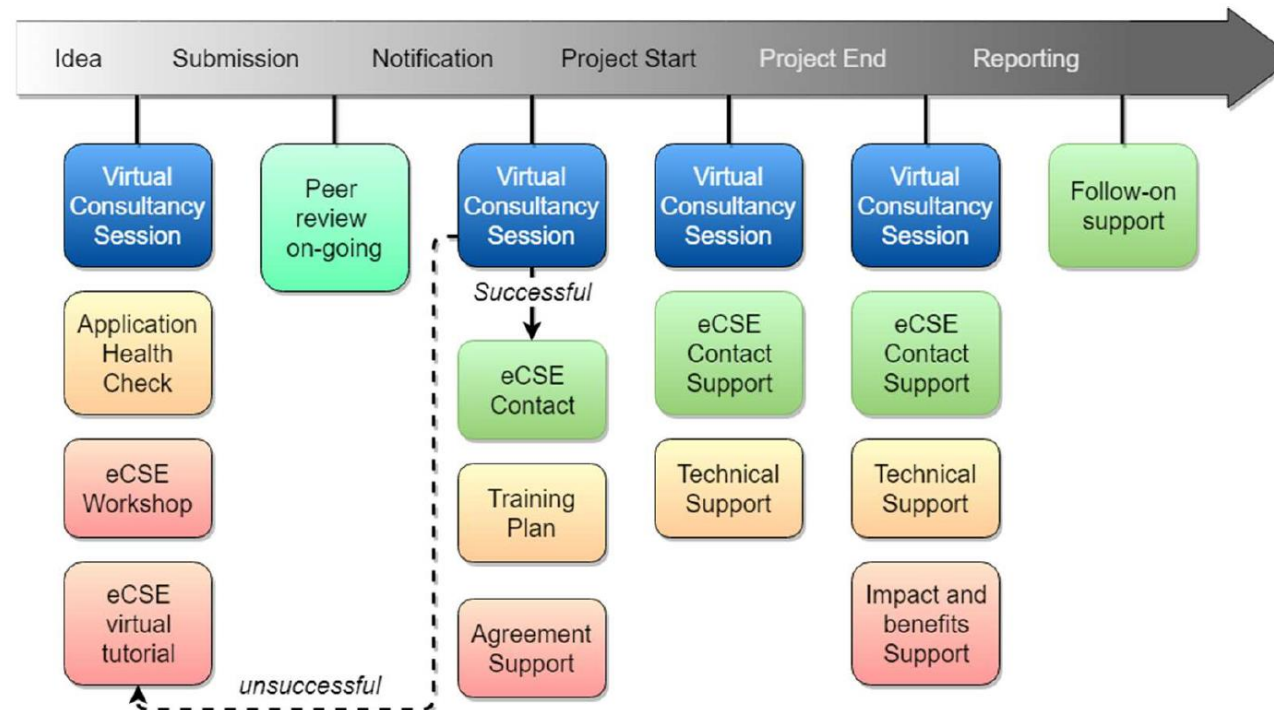 Idea
Submission
Notification
Project Start
Project End
Reporting
Virtual
Consultancy
Session
Application
Health
Check
eCSE
Workshop
eCSE
virtual
tutorial
Peer
review
on-going
Virtual
Consultancy
Session
Successful
eCSE
Contact
Training
Plan
Agreement
Support
unsuccessful
Virtual
Consultancy
Session
eCSE
Contact
Support
Technical
Support
Virtual
Consultancy
Session
eCSE
Contact
Support
Technical
Support
Impact and
benefits
Support
Follow-on
support